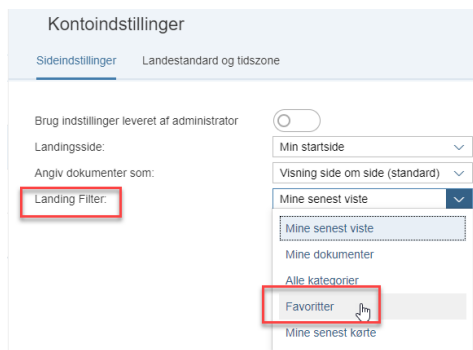 Kontoindstillinger
Sideindstillinger Landestandard og tidszone
Brug indstillinger leveret af administrator
Landingsside: Min startside
Angiv dokumenter som: Visning side om side (standard)
Landing Filter: Mine senest viste
Mine senest viste
Mine dokumenter
Alle kategorier
Favoritter
Mine senest kørte